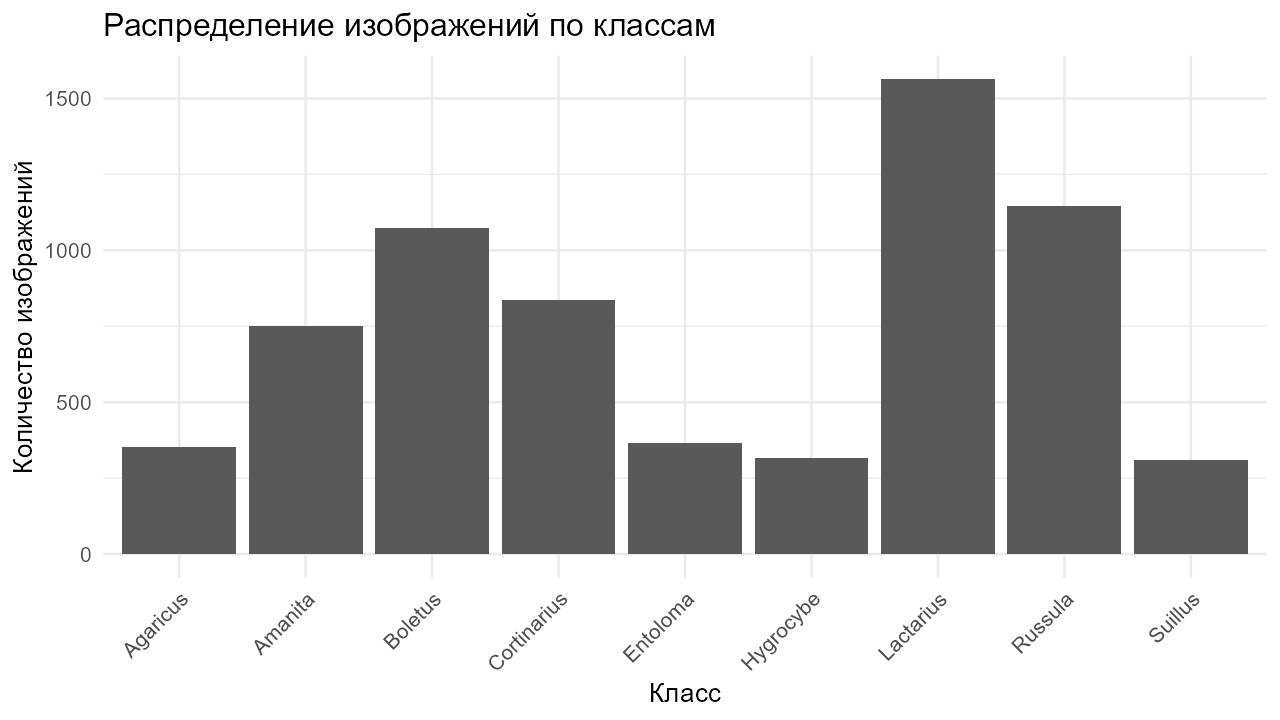 Распределение изображений по классам
Количество изображений
1500
1000
500
0
Agaricus
Amanita
Boletus
Cortinarius
Entoloma
Hygrocybe
Lactarius
Russula
Suillus
Класс